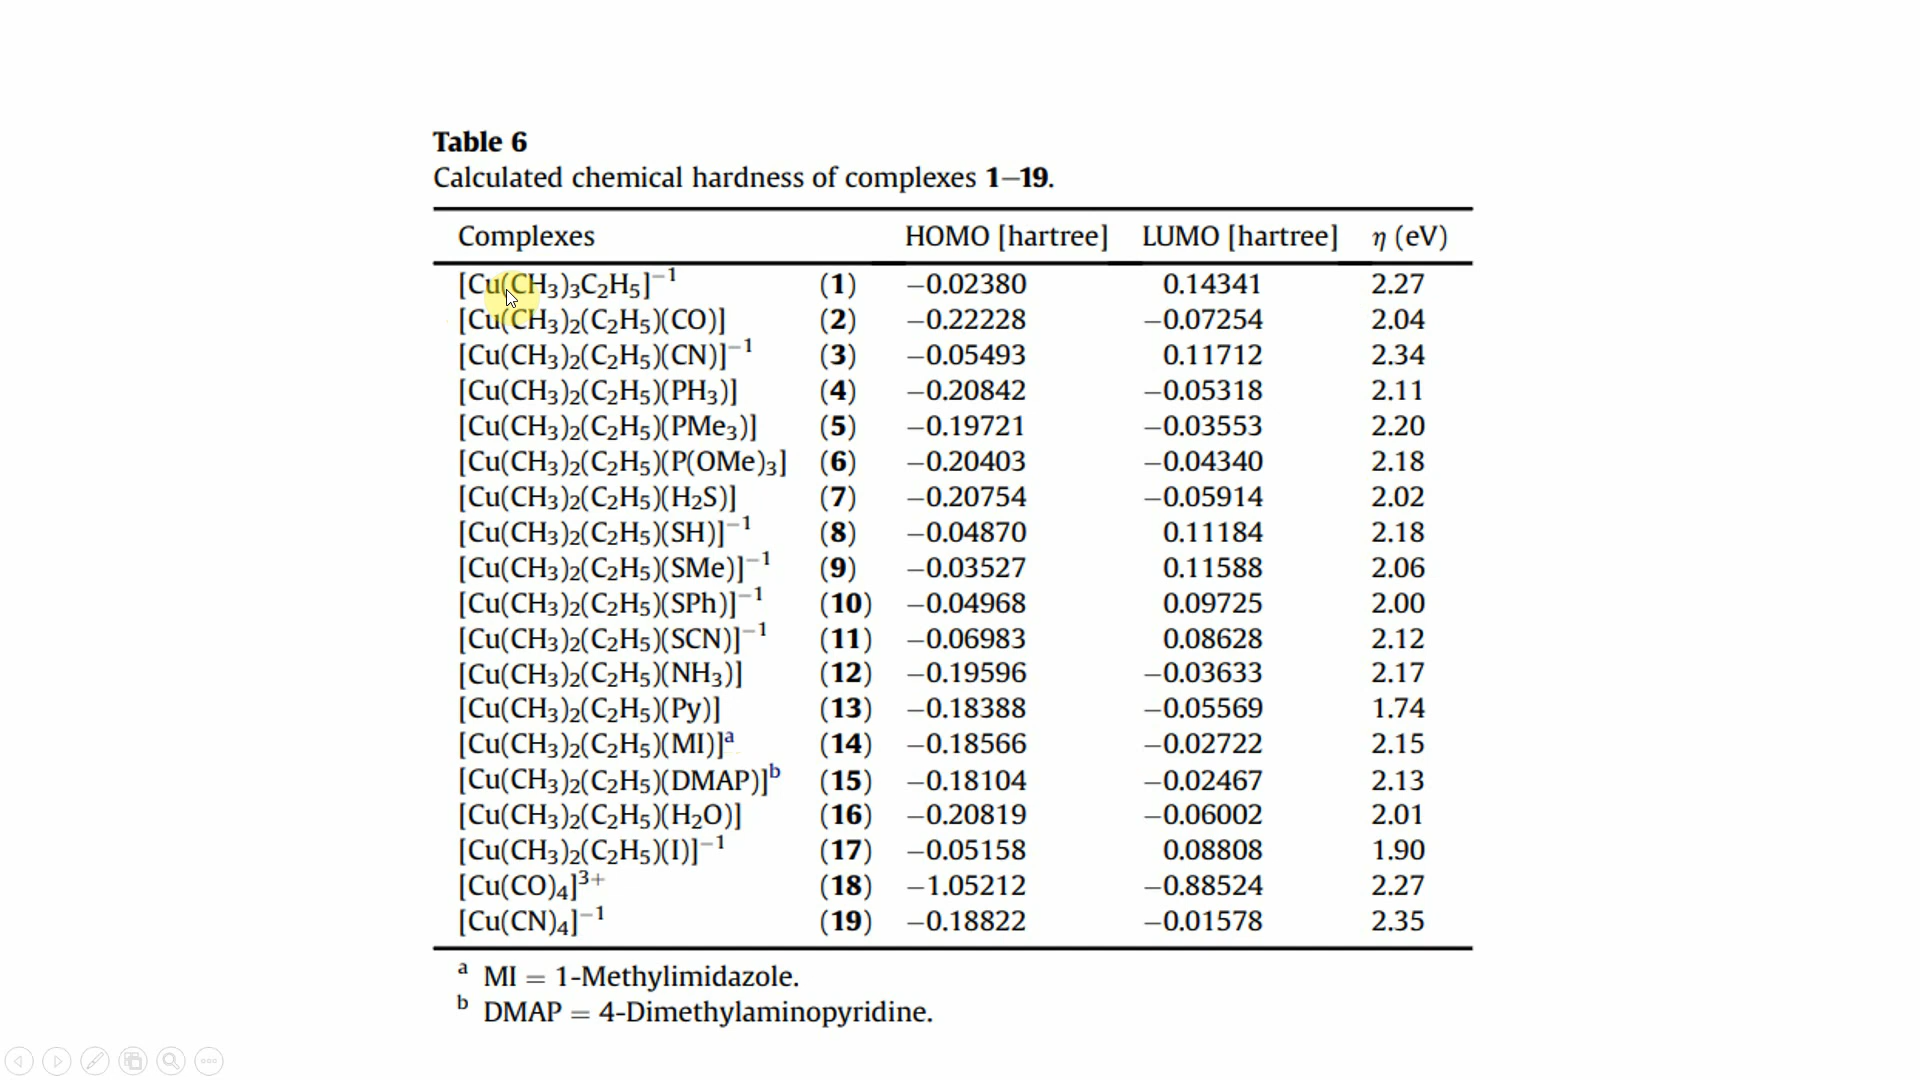 Table 6
Calculated chemical hardness of complexes 1–19.
Complexes HOMO [hartree] LUMO [hartree] η (eV)
[Cu(CH₃)₃C₂H₅]⁻¹ (1) −0.02380 0.14341 2.27
[Cu(CH₃)₂(C₂H₅)(CO)] (2) −0.22228 −0.07254 2.04
[Cu(CH₃)₂(C₂H₅)(CN)]⁻¹ (3) −0.05493 0.11712 2.34
[Cu(CH₃)₂(C₂H₅)(PH₃)] (4) −0.20842 −0.05318 2.11
[Cu(CH₃)₂(C₂H₅)(PMe₃)] (5) −0.19721 −0.03553 2.20
[Cu(CH₃)₂(C₂H₅)(P(OMe)₃] (6) −0.20403 −0.04340 2.18
[Cu(CH₃)₂(C₂H₅)(H₂S)] (7) −0.20754 −0.05914 2.02
[Cu(CH₃)₂(C₂H₅)(SH)]⁻¹ (8) −0.04870 0.11184 2.18
[Cu(CH₃)₂(C₂H₅)(SMe)]⁻¹ (9) −0.03527 0.11588 2.06
[Cu(CH₃)₂(C₂H₅)(SPh)]⁻¹ (10) −0.04968 0.09725 2.00
[Cu(CH₃)₂(C₂H₅)(SCN)]⁻¹ (11) −0.06983 0.08628 2.12
[Cu(CH₃)₂(C₂H₅)(NH₃)] (12) −0.19596 −0.03633 2.17
[Cu(CH₃)₂(C₂H₅)(Py)] (13) −0.18388 −0.05569 1.74
[Cu(CH₃)₂(C₂H₅)(MI)]ᵃ (14) −0.18566 −0.02722 2.15
[Cu(CH₃)₂(C₂H₅)(DMAP)]ᵇ (15) −0.18104 −0.02467 2.13
[Cu(CH₃)₂(C₂H₅)(H₂O)] (16) −0.20819 −0.06002 2.01
[Cu(CH₃)₂(C₂H₅)(I)]⁻¹ (17) −0.05158 0.08808 1.90
[Cu(CO)₄]³⁺ (18) −1.05212 −0.88524 2.27
[Cu(CN)₄]⁻¹ (19) −0.18822 −0.01578 2.35
ᵃ MI = 1-Methylimidazole.
ᵇ DMAP = 4-Dimethylaminopyridine.